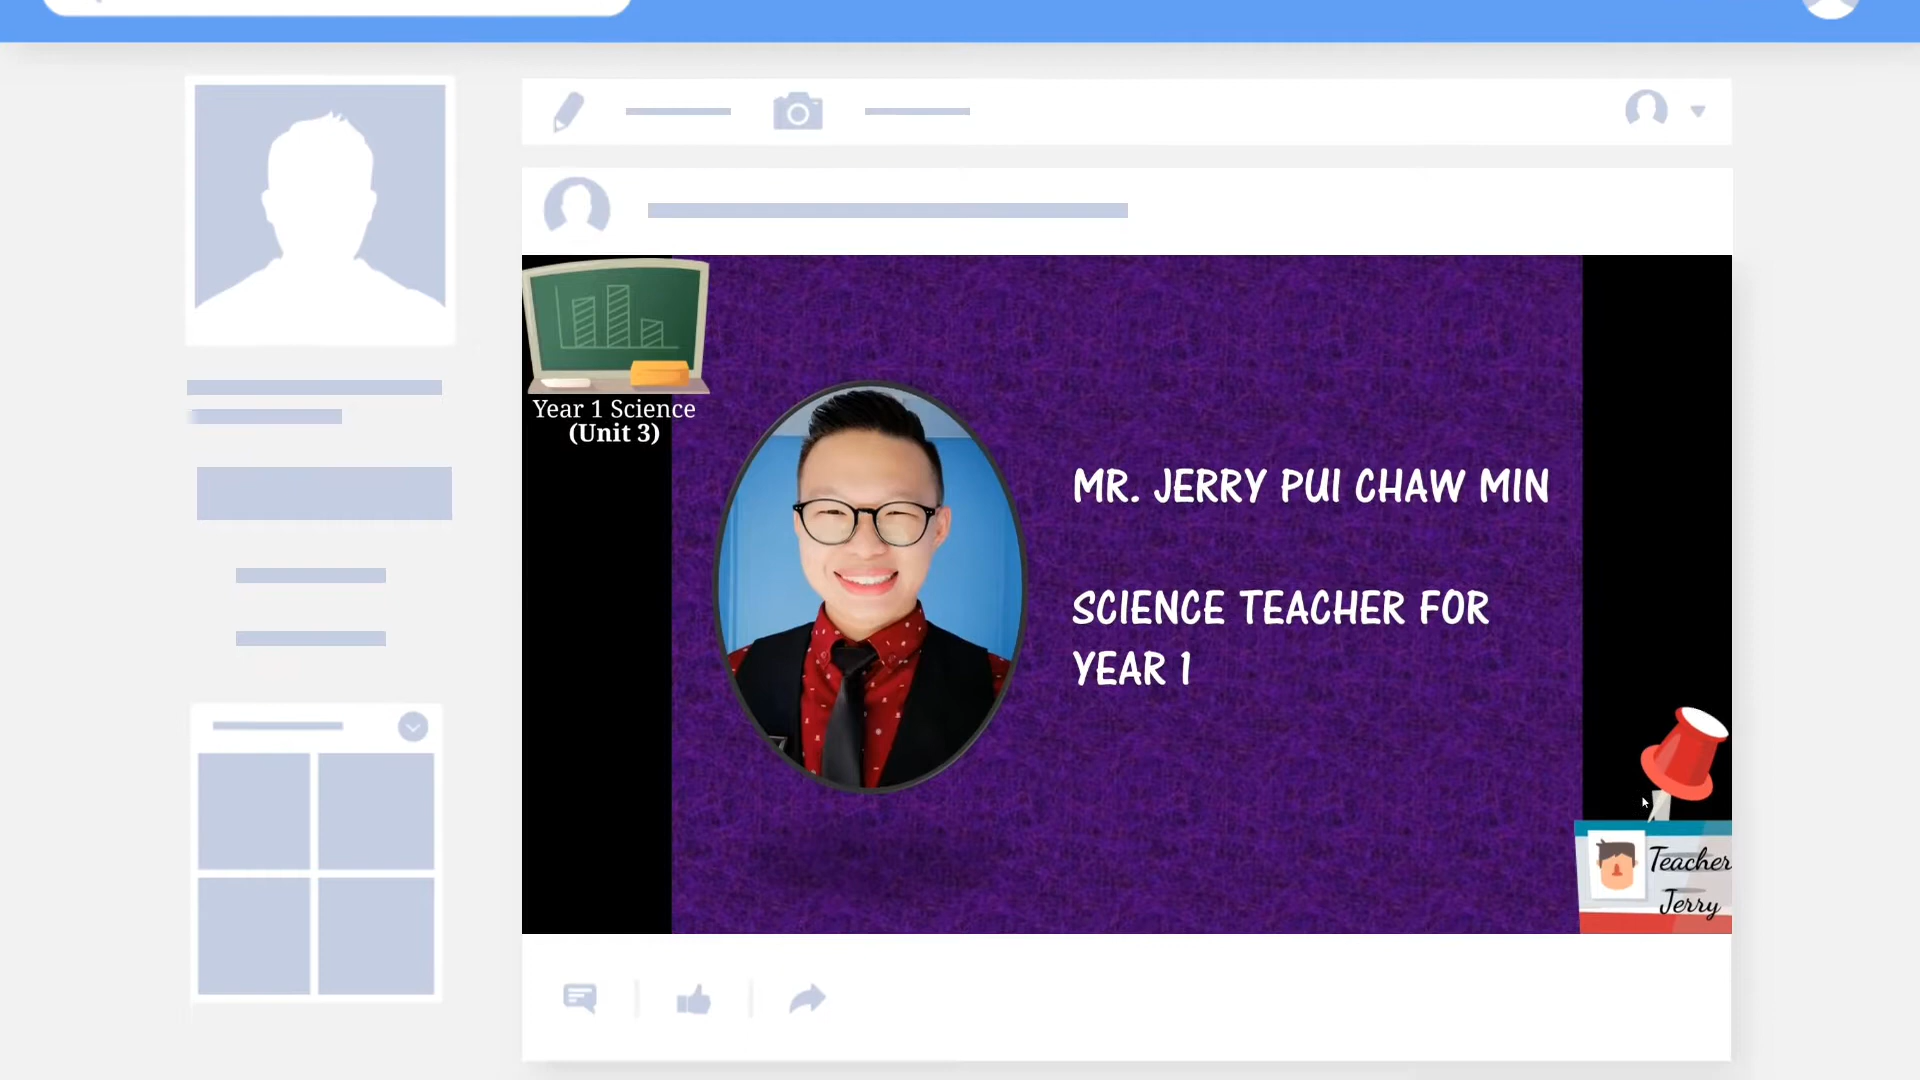 Year 1 Science
(Unit 3)
MR. JERRY PUI CHAW MIN
SCIENCE TEACHER FOR
YEAR 1
Teacher
Jerry